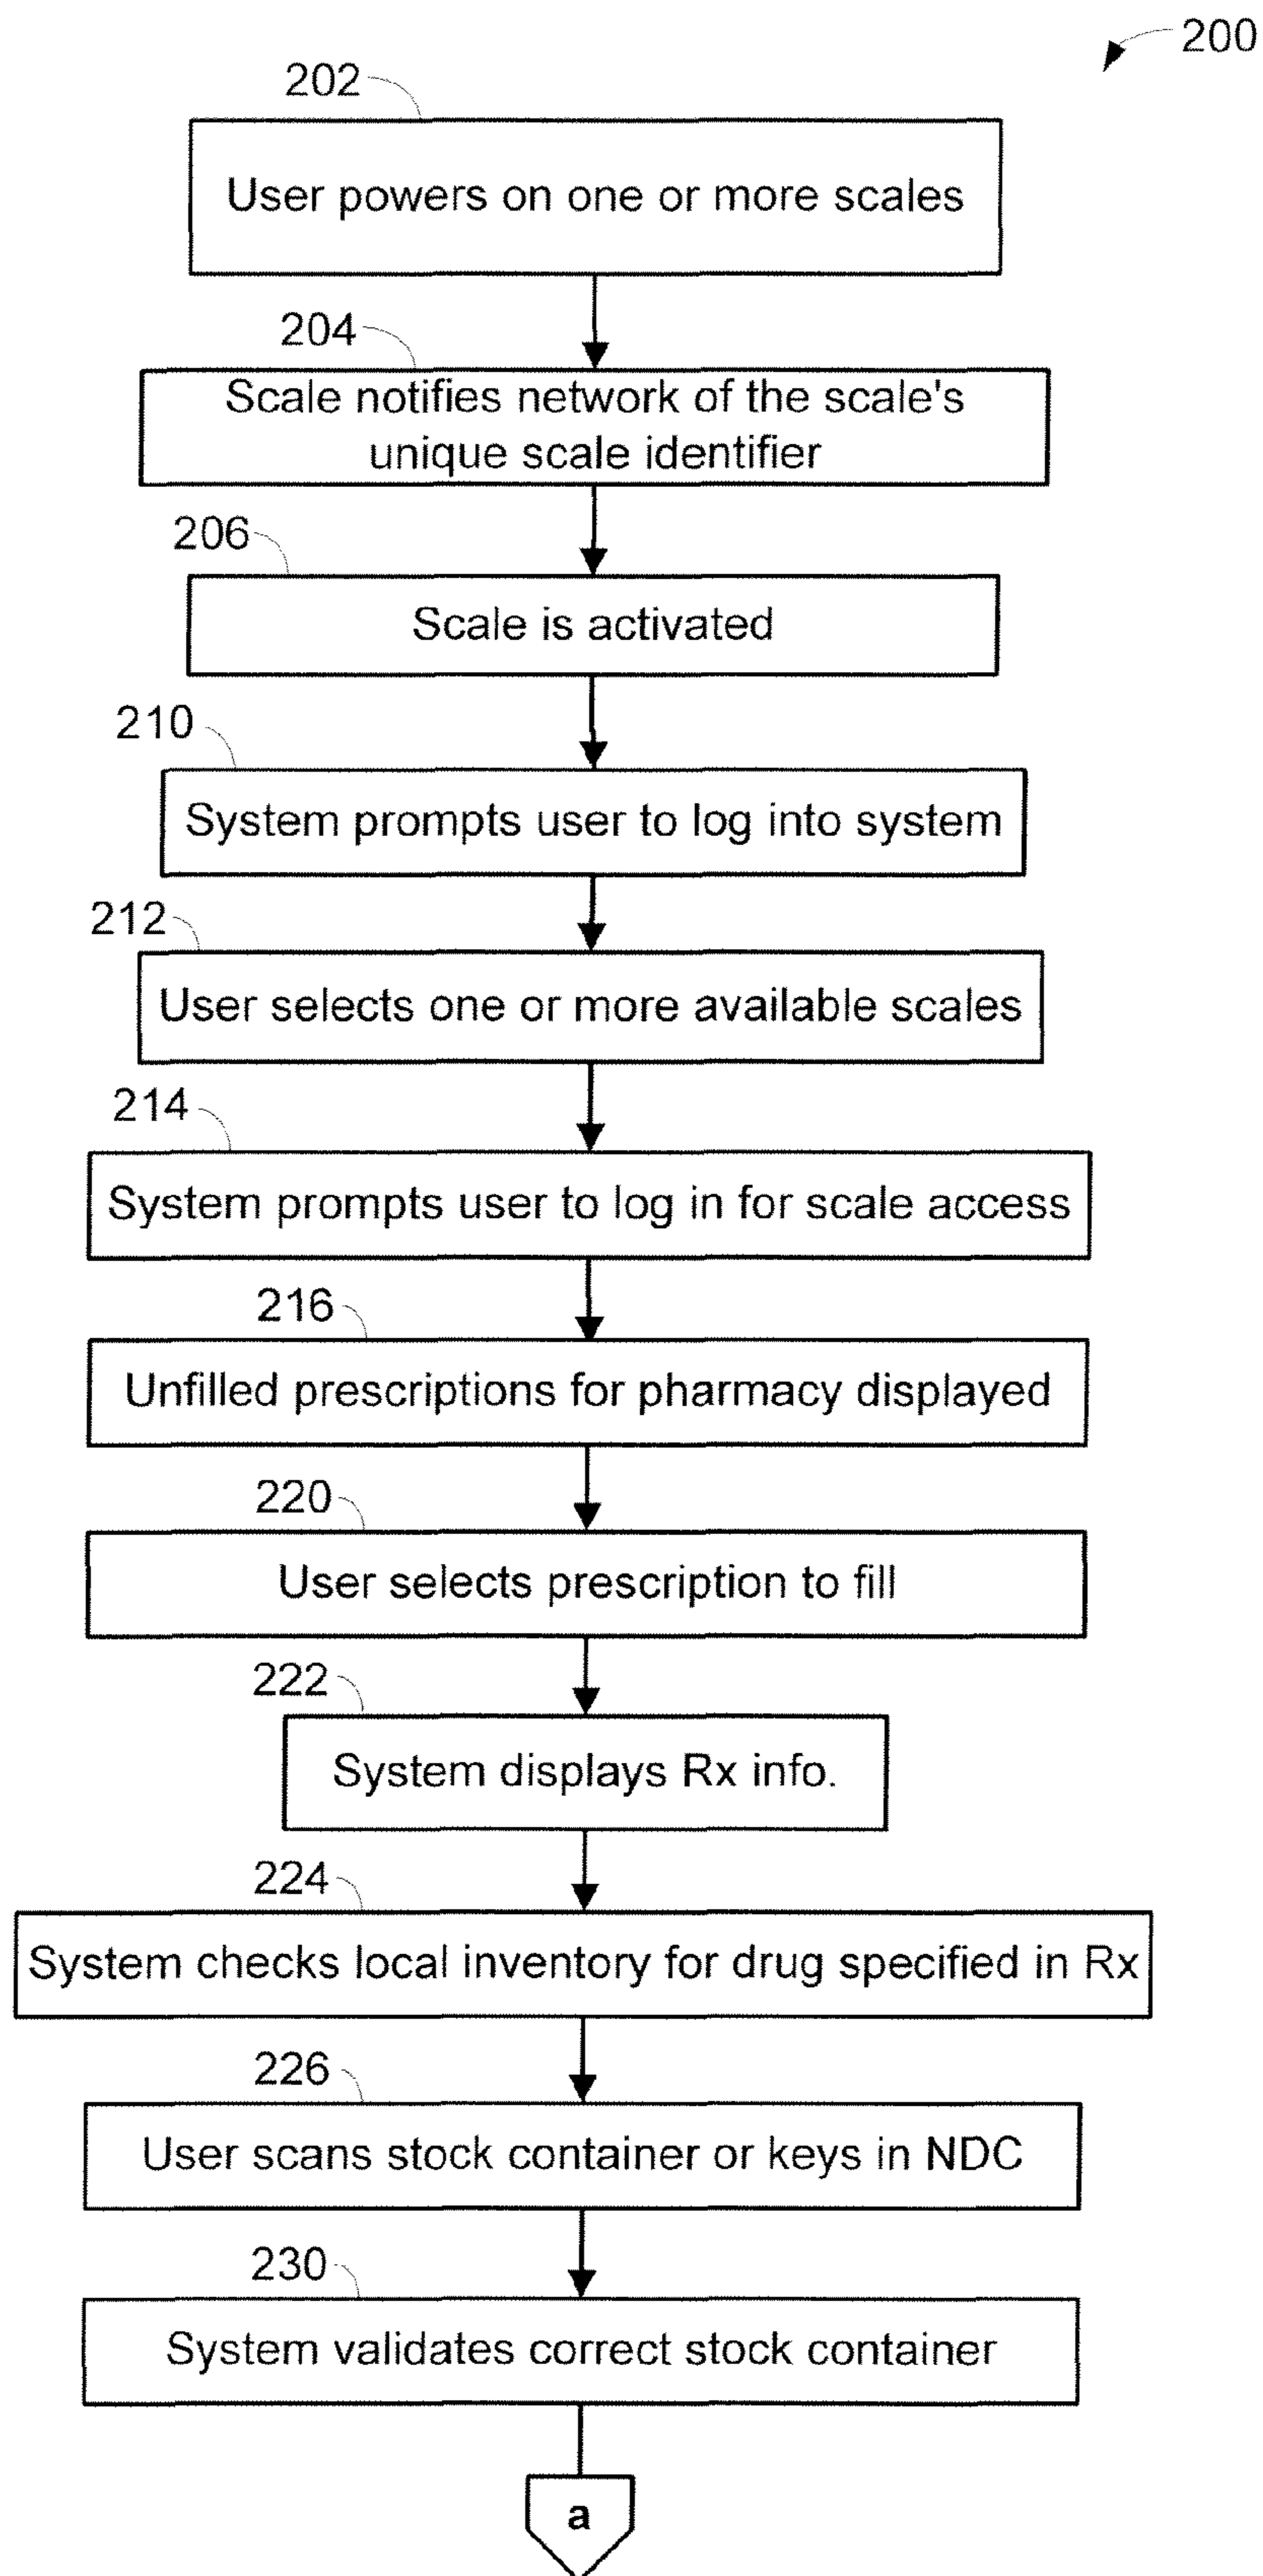 200
202
User powers on one or more scales
204
Scale notifies network of the scale's
unique scale identifier
206
Scale is activated
210
System prompts user to log into system
212
User selects one or more available scales
214
System prompts user to log in for scale access
216
Unfilled prescriptions for pharmacy displayed
220
User selects prescription to fill
222
System displays Rx info.
224
System checks local inventory for drug specified in Rx
226
User scans stock container or keys in NDC
230
System validates correct stock container
a